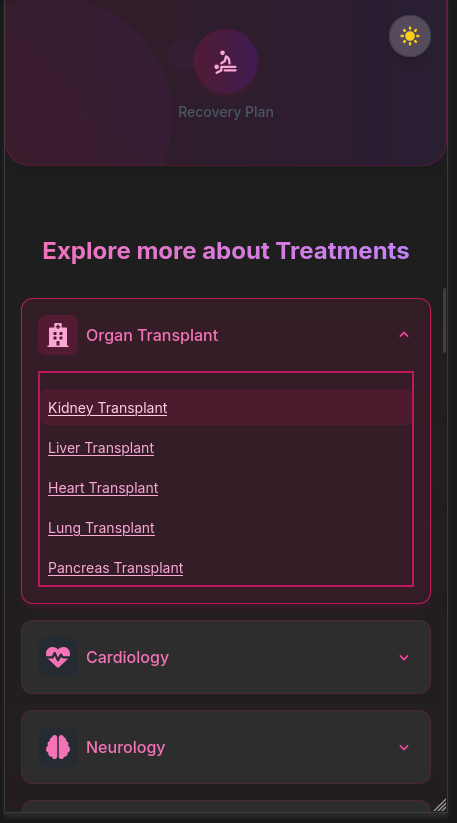 Recovery Plan
Explore more about Treatments
Organ Transplant
Kidney Transplant
Liver Transplant
Heart Transplant
Lung Transplant
Pancreas Transplant
Cardiology
Neurology